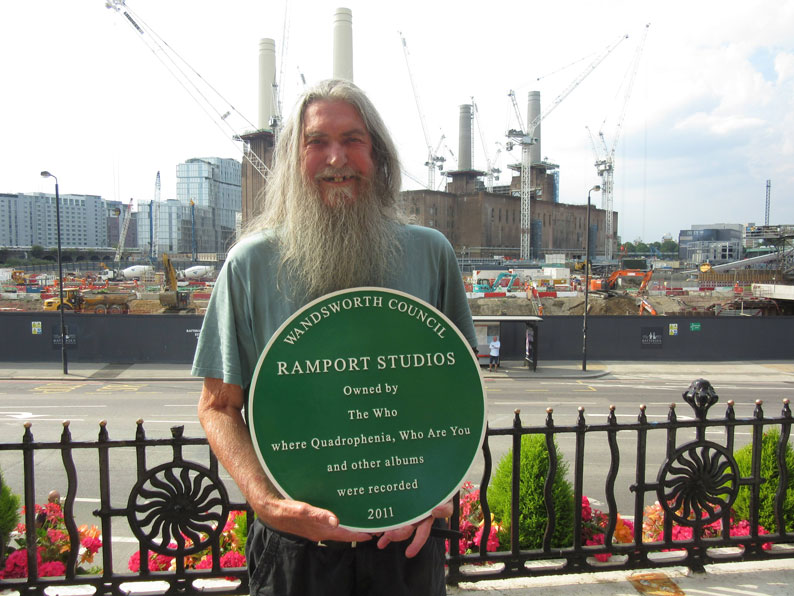 WANDSWORTH COUNCIL
RAMPORT STUDIOS
Owned by
The Who
where Quadrophenia, Who Are You
and other albums
were recorded
2011